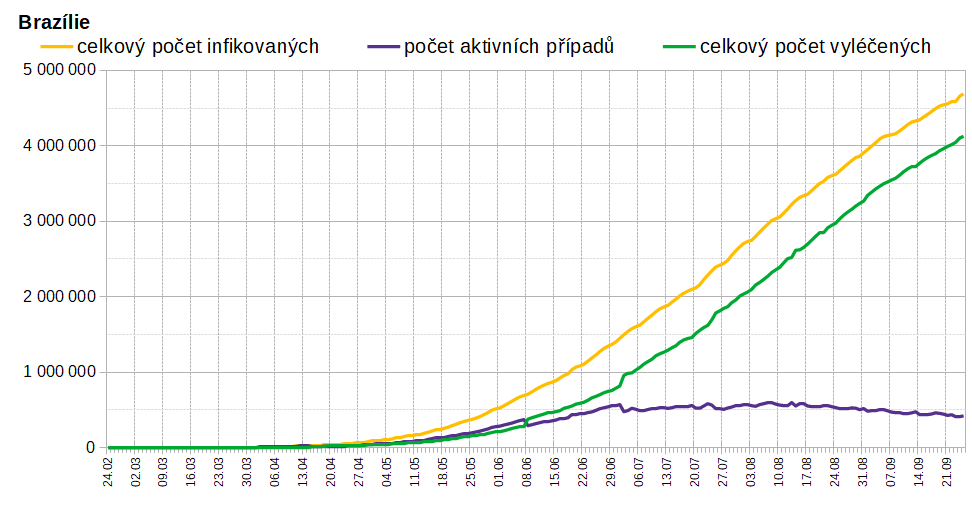 Brazílie
celkový počet infikovaných počet aktivních případů celkový počet vyléčených
5 000 000
4 000 000
3 000 000
2 000 000
1 000 000
0
24.02 02.03 09.03 16.03 23.03 30.03 06.04 13.04 20.04 27.04 04.05 11.05 18.05 25.05 01.06 08.06 15.06 22.06 29.06 06.07 13.07 20.07 27.07 03.08 10.08 17.08 24.08 31.08 07.09 14.09 21.09